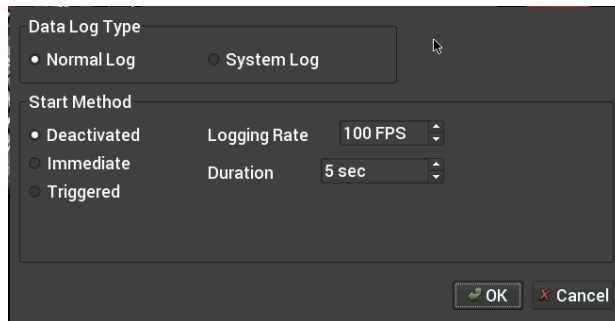 Data Log Type
Normal Log
System Log
Start Method
Deactivated
Logging Rate
100 FPS
Immediate
Duration
5 sec
Triggered
OK
Cancel